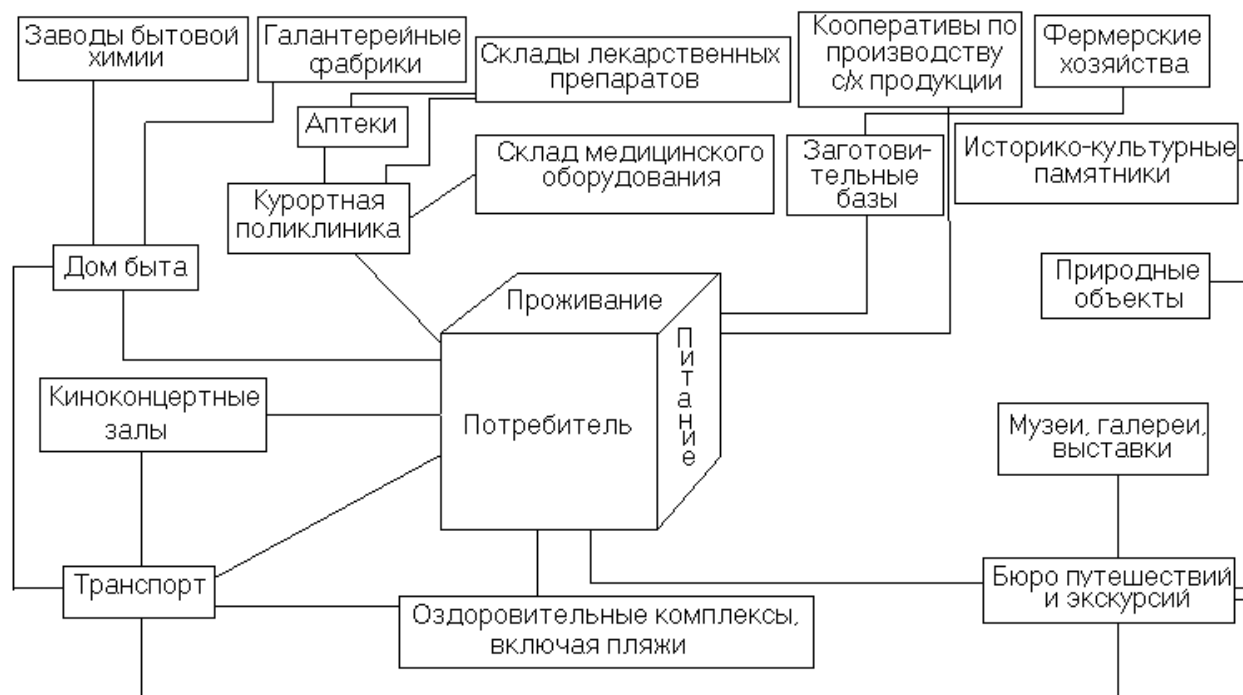 Заводы бытовой
химии
Галантерейные
фабрики
Склады лекарственных
препаратов
Кооперативы по
производству
с/х продукции
Фермерские
хозяйства
Аптеки
Склад медицинского
оборудования
Заготови-
тельные
базы
Историко-культурные
памятники
Курортная
поликлиника
Дом быта
Природные
объекты
Проживание
Питание
Потребитель
Киноконцертные
залы
Музеи, галереи,
выставки
Транспорт
Оздоровительные комплексы,
включая пляжи
Бюро путешествий
и экскурсий